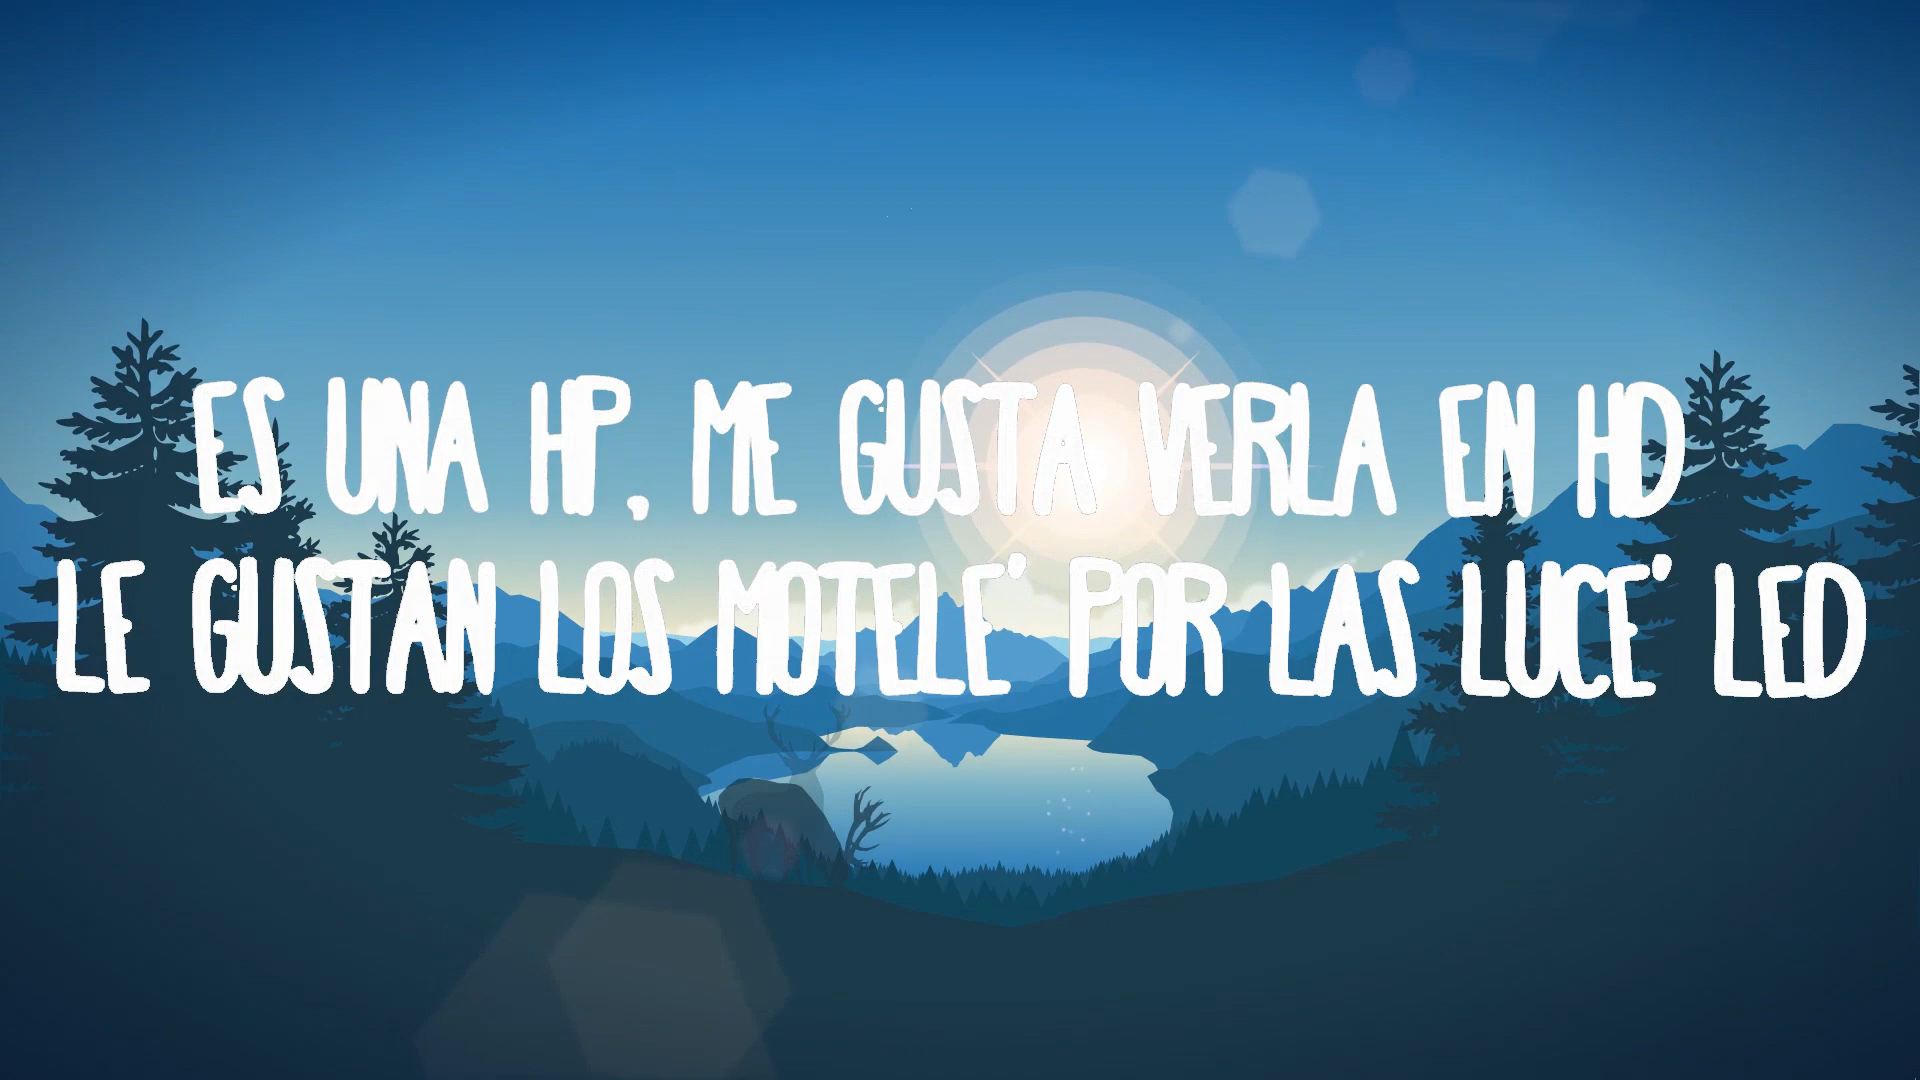 ES UNA HP, ME GUSTA VERLA EN HD
LE GUSTAN LOS MOTELE' POR LAS LUCE' LED